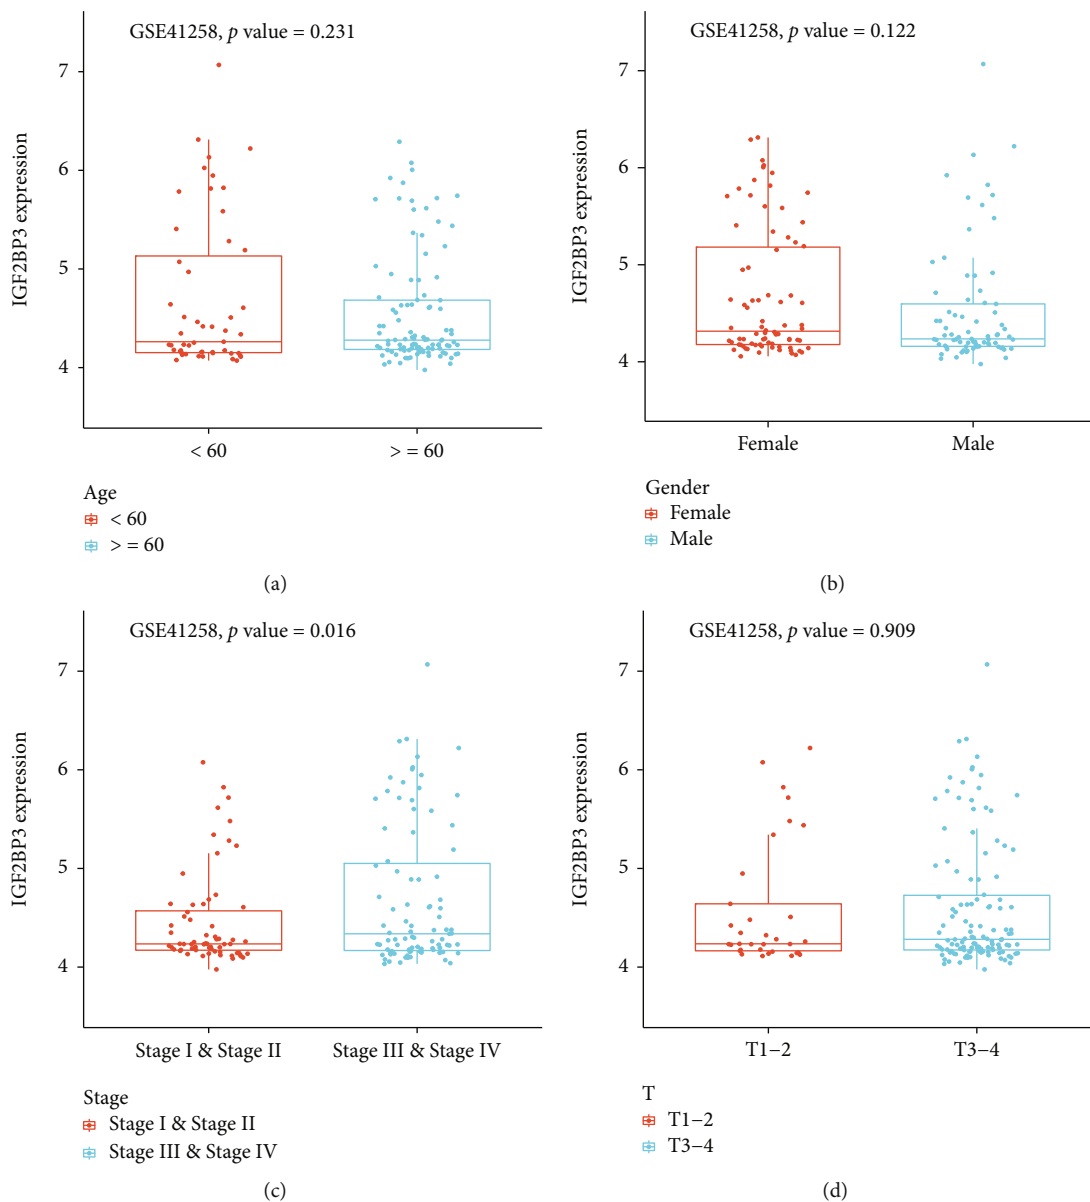 GSE41258, p value = 0.231
7
6
5
4
IGF2BP3 expression
< 60
> = 60
Age
< 60
> = 60
(a)
GSE41258, p value = 0.122
7
6
5
4
IGF2BP3 expression
Female
Male
Gender
Female
Male
(b)
GSE41258, p value = 0.016
7
6
5
4
IGF2BP3 expression
Stage I & Stage II
Stage III & Stage IV
Stage
Stage I & Stage II
Stage III & Stage IV
(c)
GSE41258, p value = 0.909
7
6
5
4
IGF2BP3 expression
T1–2
T3–4
T
T1–2
T3–4
(d)